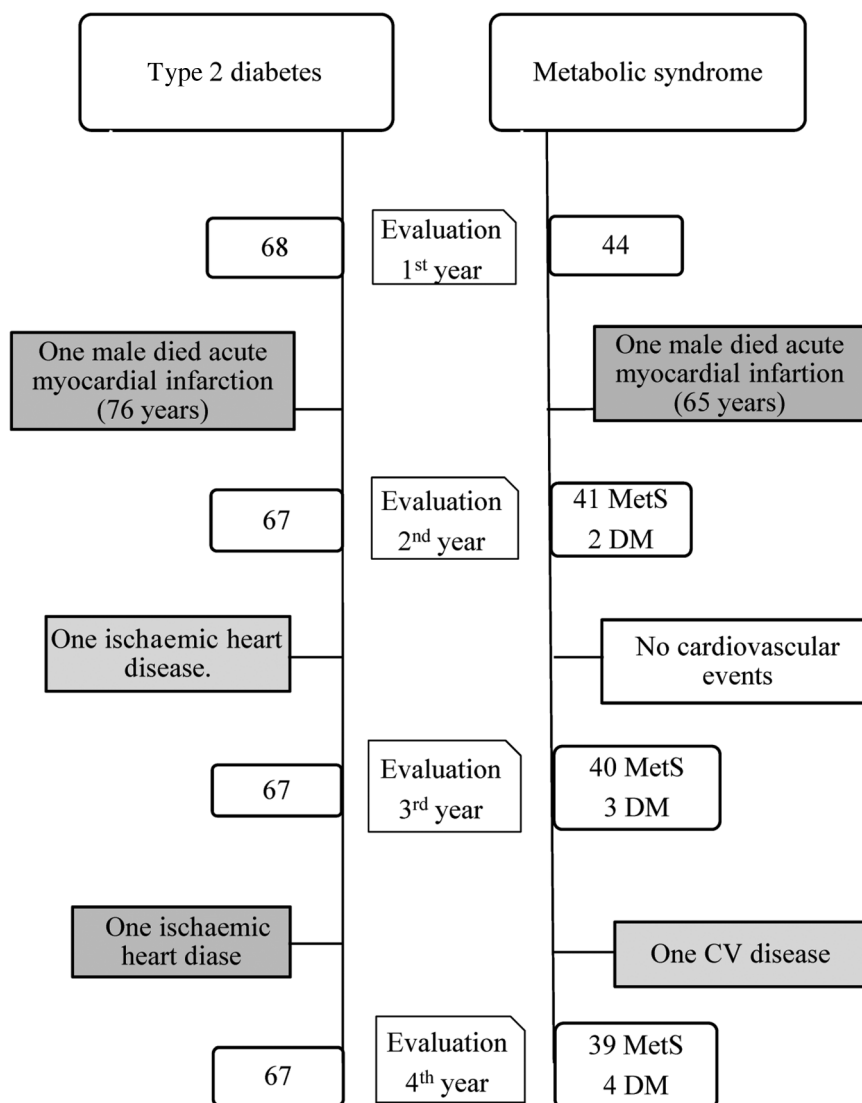 Type 2 diabetes
Metabolic syndrome
68
Evaluation
1st year
44
One male died acute
myocardial infarction
(76 years)
One male died acute
myocardial infartion
(65 years)
67
Evaluation
2nd year
41 MetS
2 DM
One ischaemic heart
disease.
No cardiovascular
events
67
Evaluation
3rd year
40 MetS
3 DM
One ischaemic
heart diase
One CV disease
67
Evaluation
4th year
39 MetS
4 DM